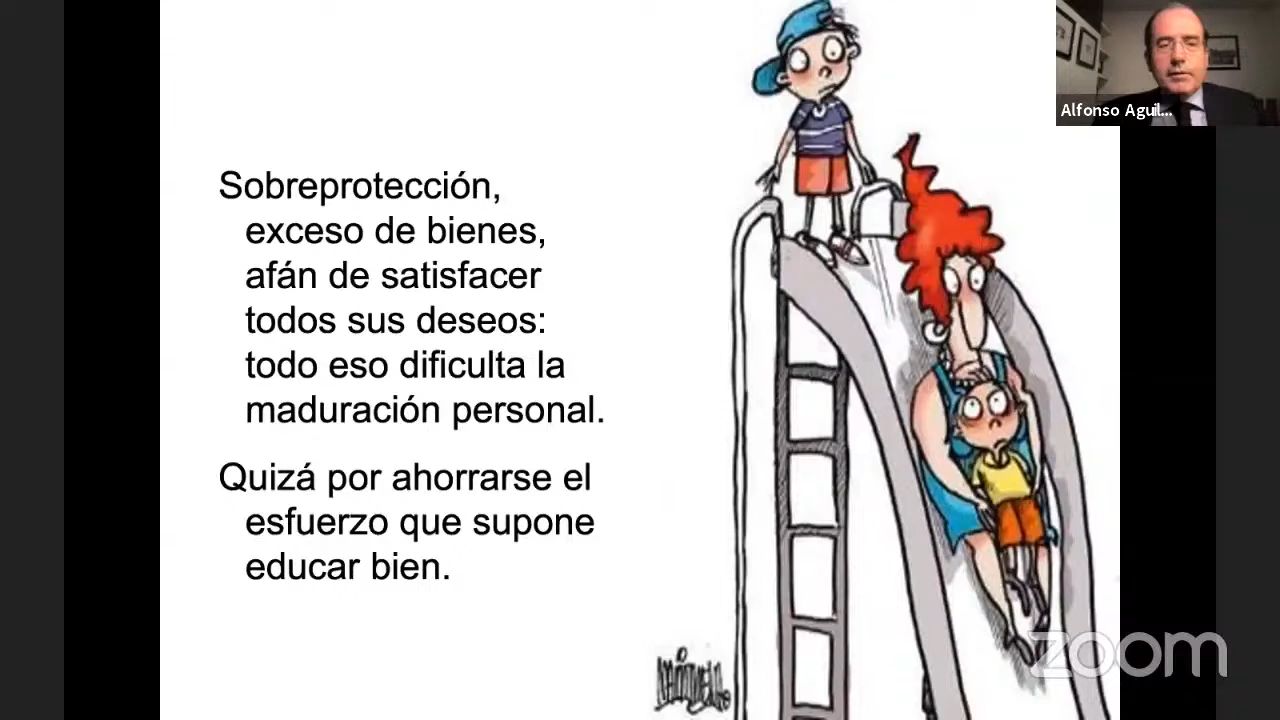 Sobreprotección,
exceso de bienes,
afán de satisfacer
todos sus deseos:
todo eso dificulta la
maduración personal.
Quizá por ahorrarse el
esfuerzo que supone
educar bien.
Alfonso Aguil...
zoom